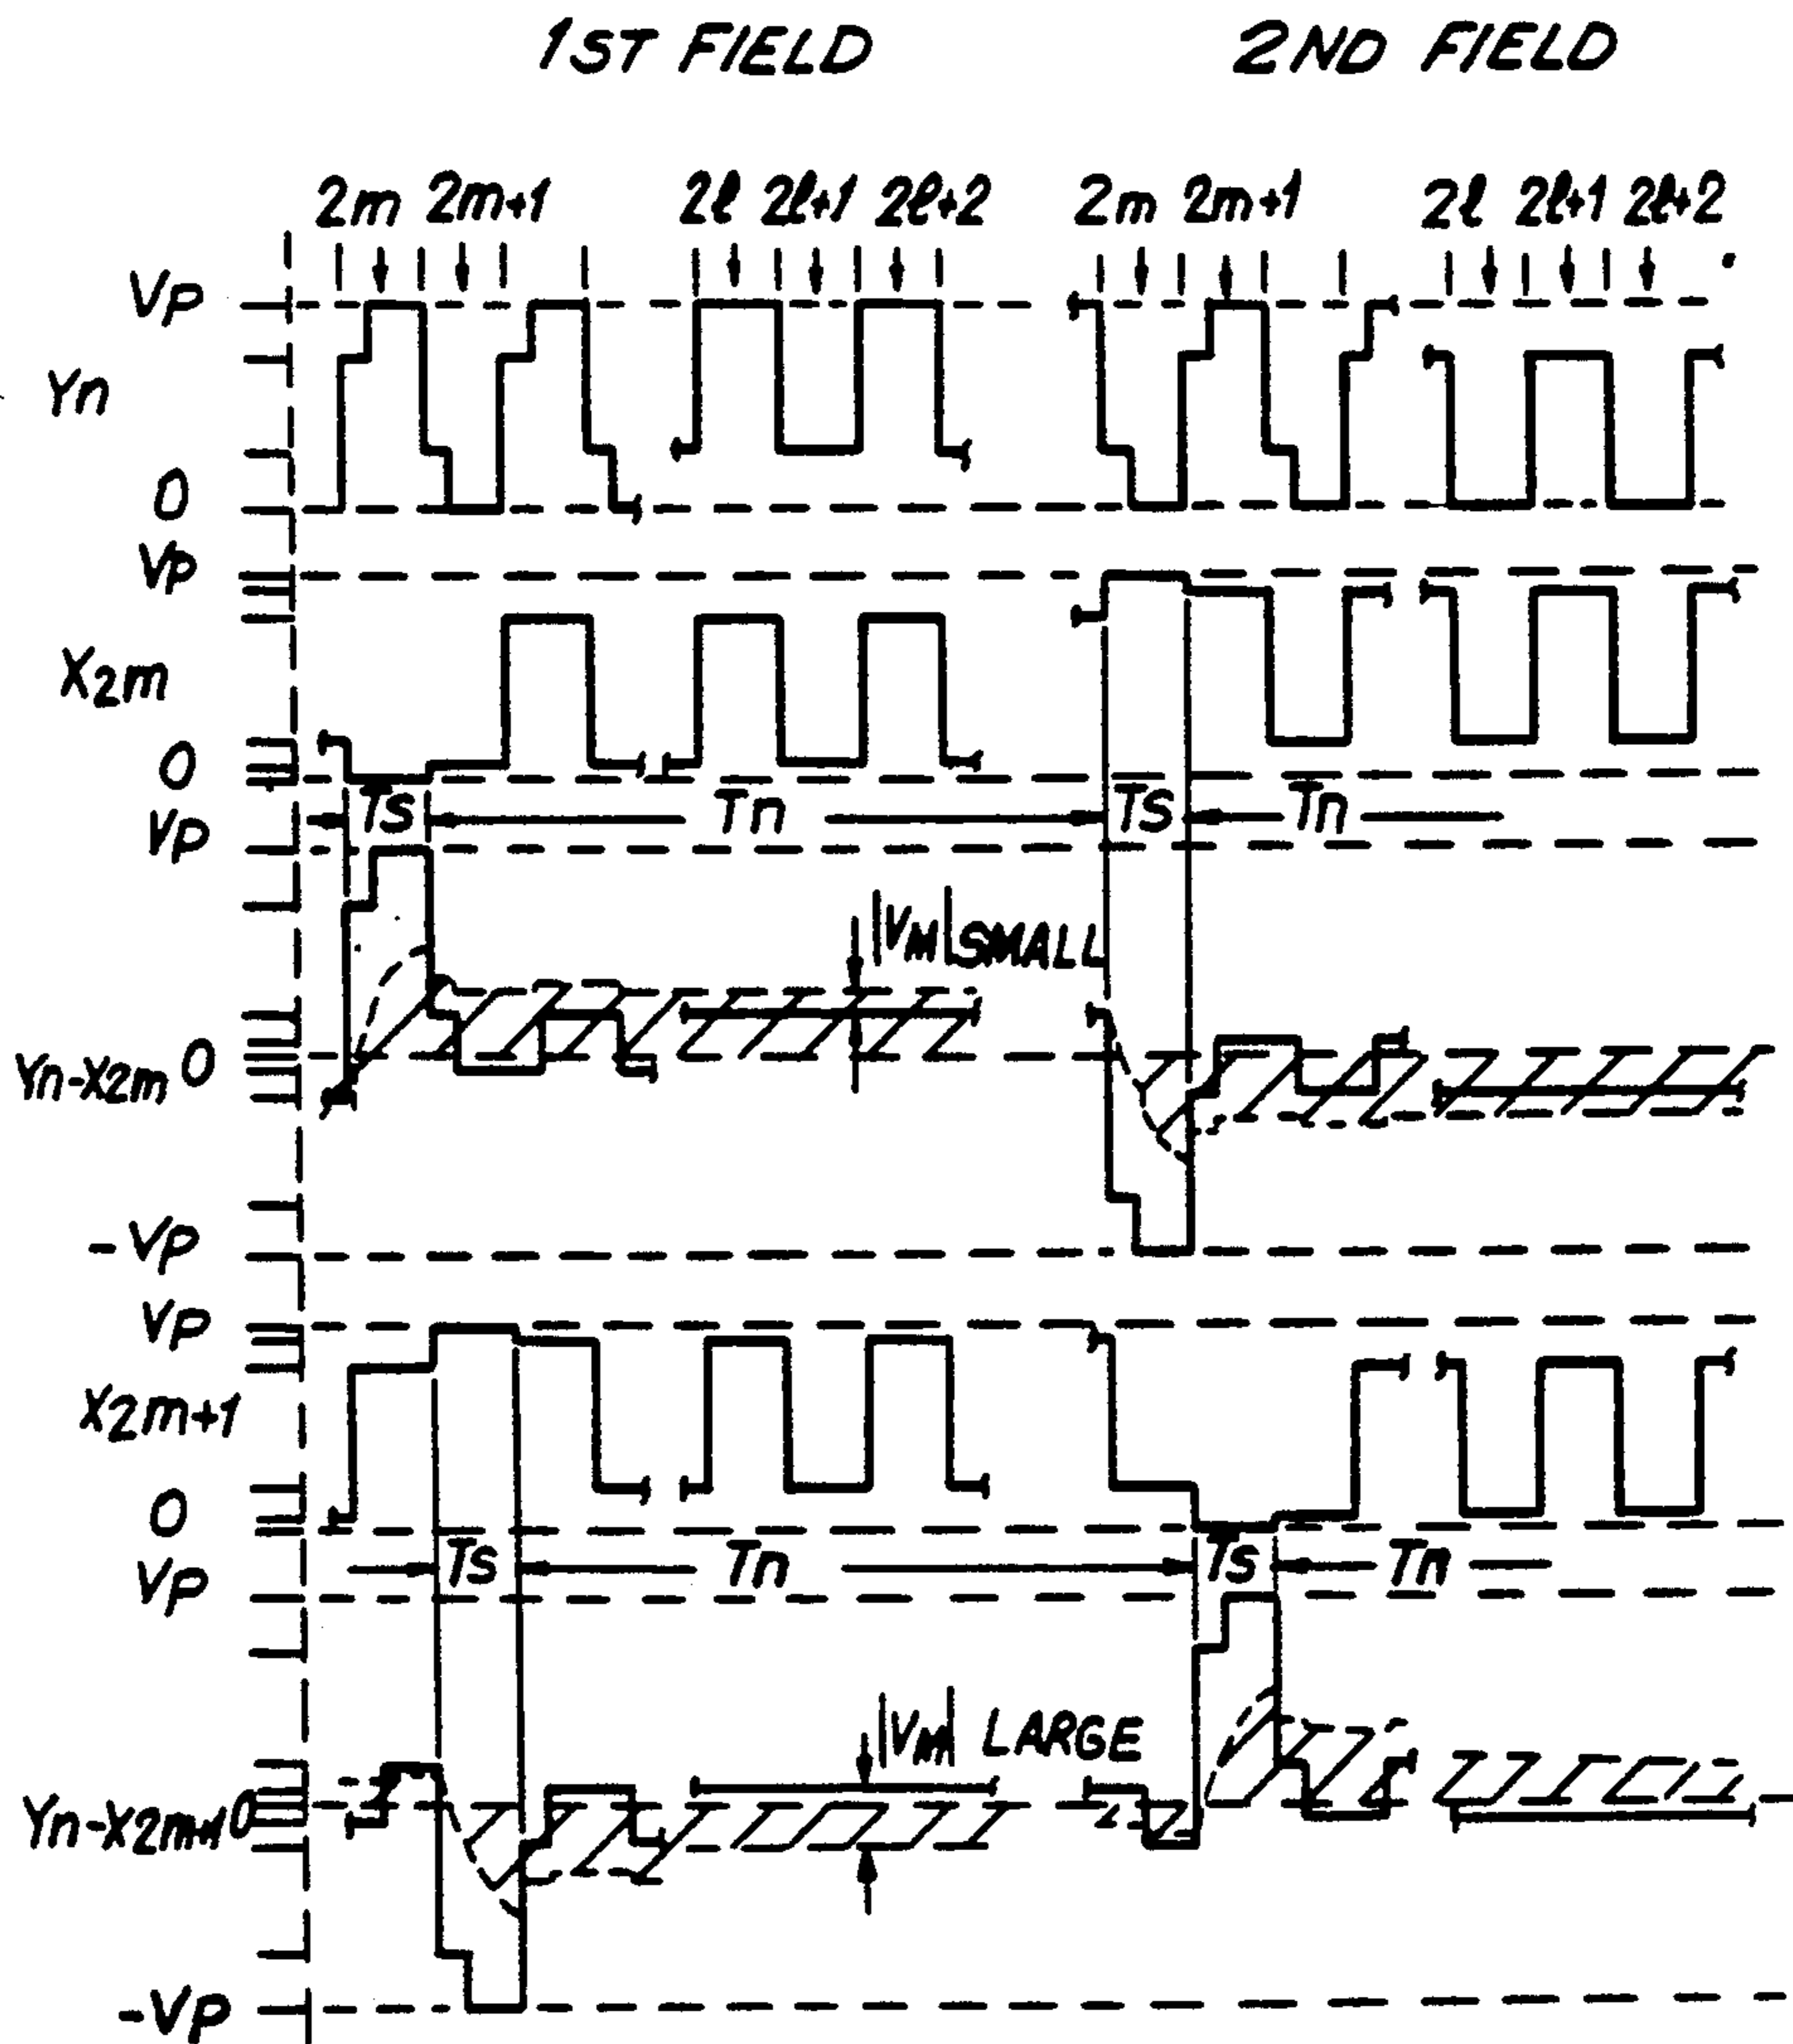 1ST FIELD 2ND FIELD
2m 2m+1 2ℓ 2ℓ+1 2ℓ+2 2m 2m+1 2ℓ 2ℓ+1 2ℓ+2
Vp
Yn
0
Vp
X2m
0
Ts Tn Ts Tn
Vp
|VM| SMALL
Yn-X2m 0
-Vp
Vp
X2m+1
0
Ts Tn Ts Tn
Vp
|VM| LARGE
Yn-X2m+1 0
-Vp